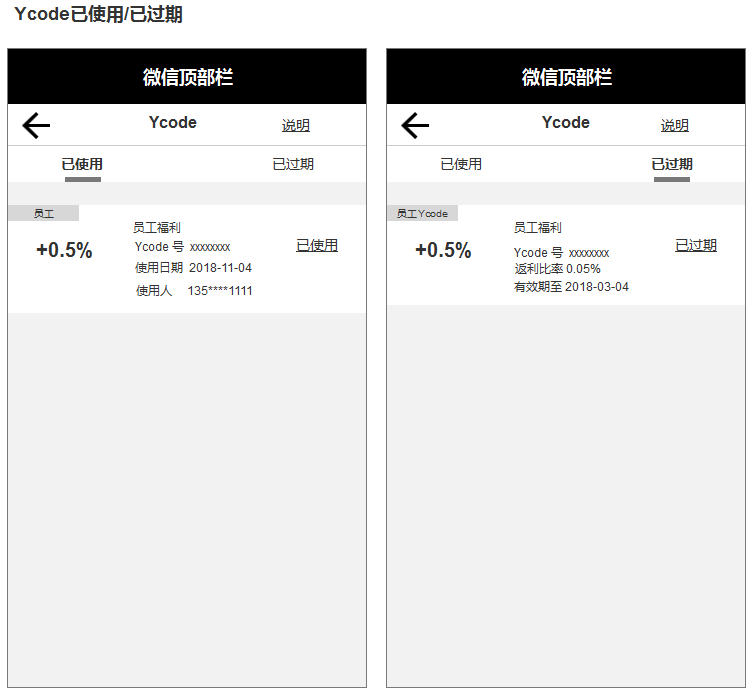 Ycode已使用/已过期
微信顶部栏
Ycode
说明
已使用
已过期
员工
+0.5%
员工福利
Ycode 号 xxxxxxxx
使用日期 2018-11-04
使用人 135****1111
已使用
微信顶部栏
Ycode
说明
已使用
已过期
员工Ycode
+0.5%
员工福利
Ycode 号 xxxxxxxx
返利比率 0.05%
有效期至 2018-03-04
已过期